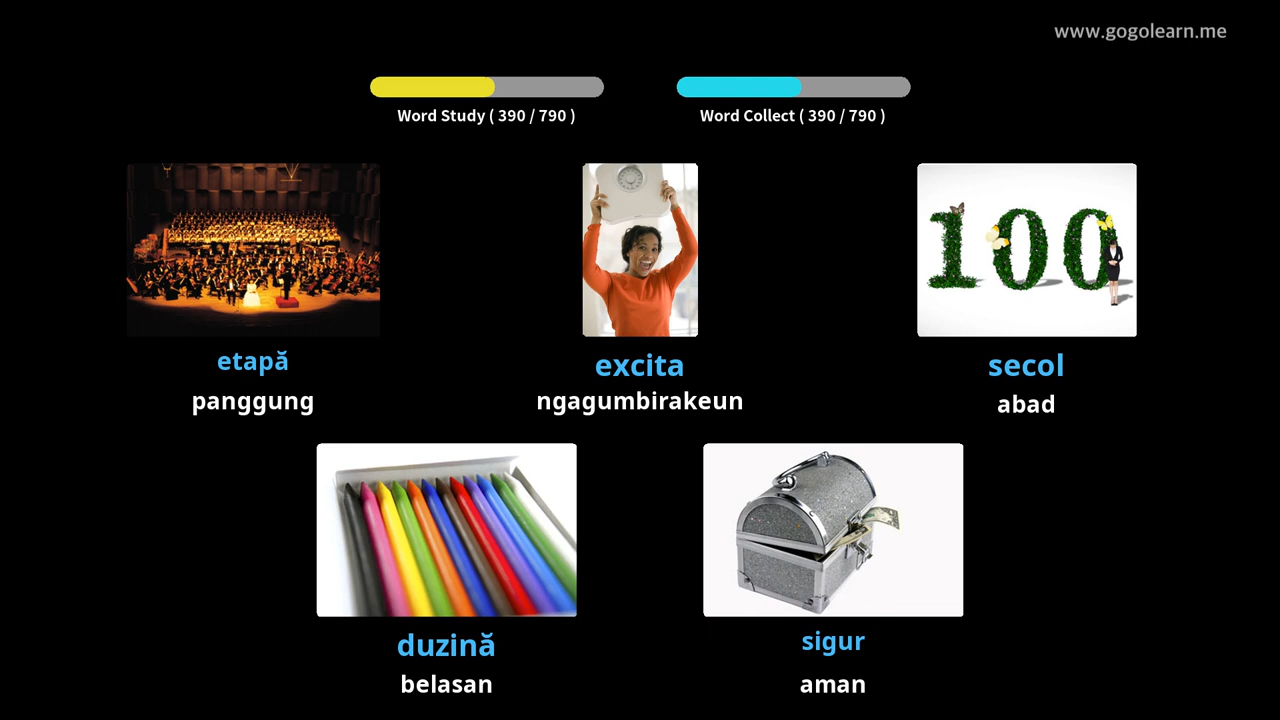 www.gogolearn.me
Word Study ( 390 / 790 )
Word Collect ( 390 / 790 )
etapă
panggung
excita
ngagumbirakeun
secol
abad
duzină
belasan
sigur
aman